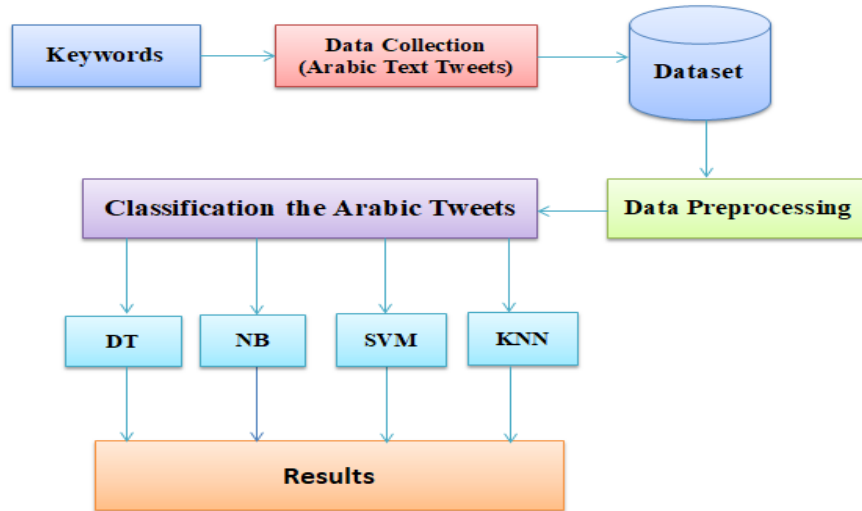 Keywords
Data Collection
(Arabic Text Tweets)
Dataset
Classification the Arabic Tweets
Data Preprocessing
DT
NB
SVM
KNN
Results